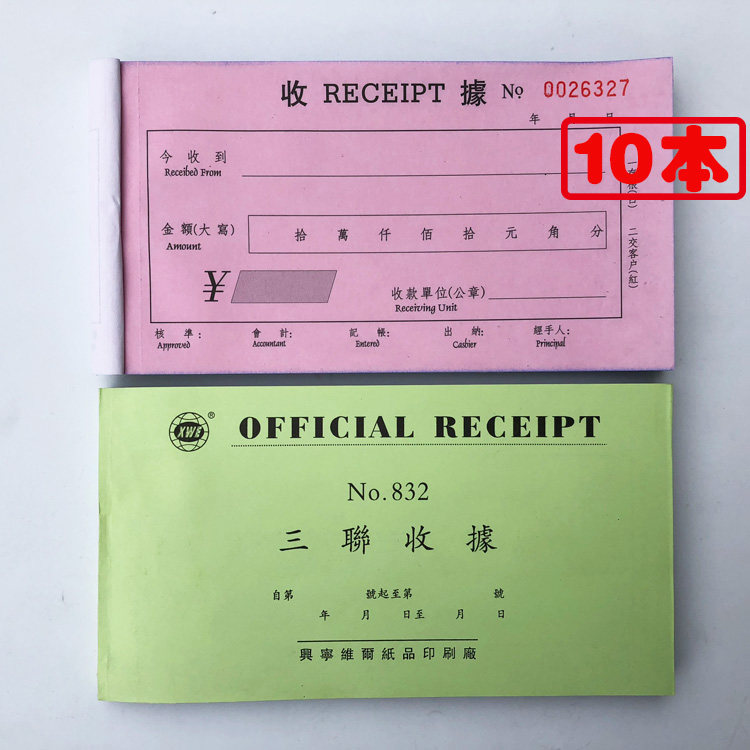 收 RECEIPT 據 No 0026327
年 月 日
10本
今收到
Receibed From
金額(大寫) 拾萬仟佰拾元角分
Amount
¥
收款單位(公章)
Receiving Unit
核準: 會計: 記帳: 出納: 經手人:
Approved Accountant Entered Cashier Principal
二交客户(紅)
XWE ®
OFFICIAL RECEIPT
No.832
三聯收據
自第 號起至第 號
年 月 日至 月 日
興寧維爾紙品印刷廠